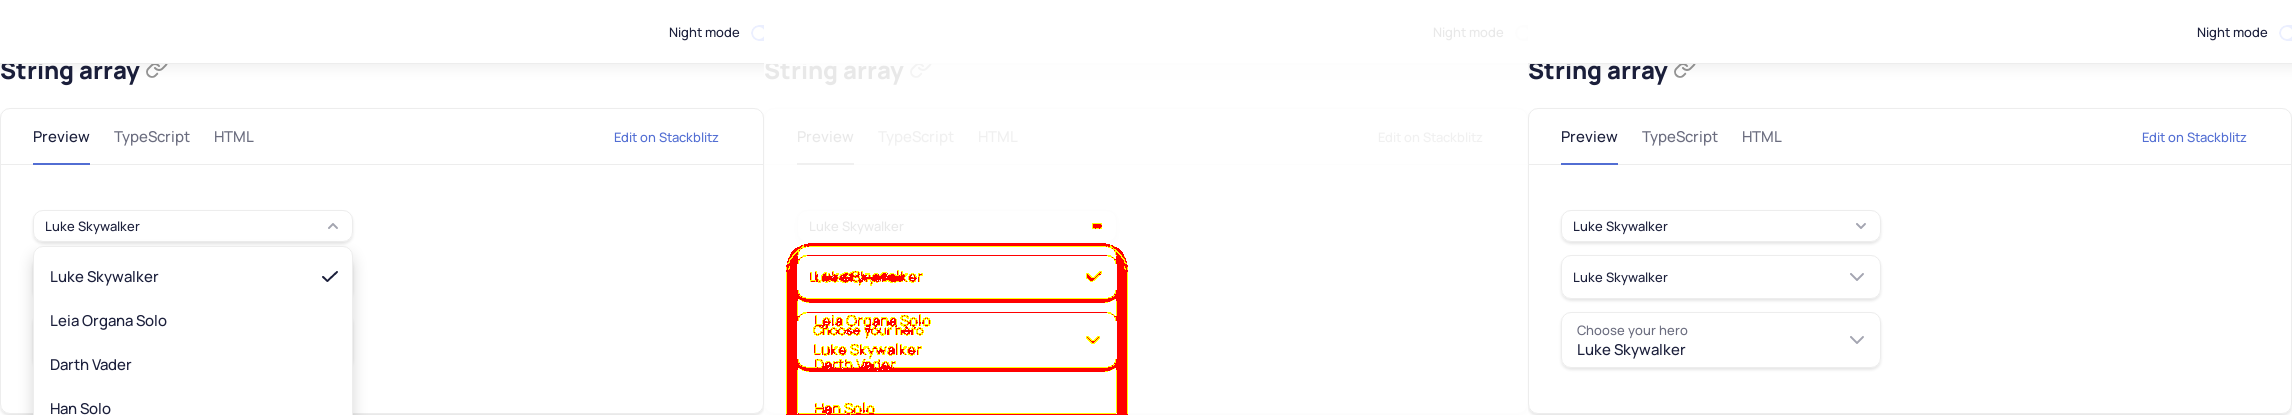 Night mode
String array
Preview TypeScript HTML Edit on Stackblitz
Luke Skywalker
Luke Skywalker
Leia Organa Solo
Darth Vader
Han Solo
Night mode
String array
Preview TypeScript HTML Edit on Stackblitz
Luke Skywalker
Leia Organa Solo
Choose your hero
Luke Skywalker
Darth Vader
Han Solo
Night mode
String array
Preview TypeScript HTML Edit on Stackblitz
Luke Skywalker
Luke Skywalker
Choose your hero
Luke Skywalker